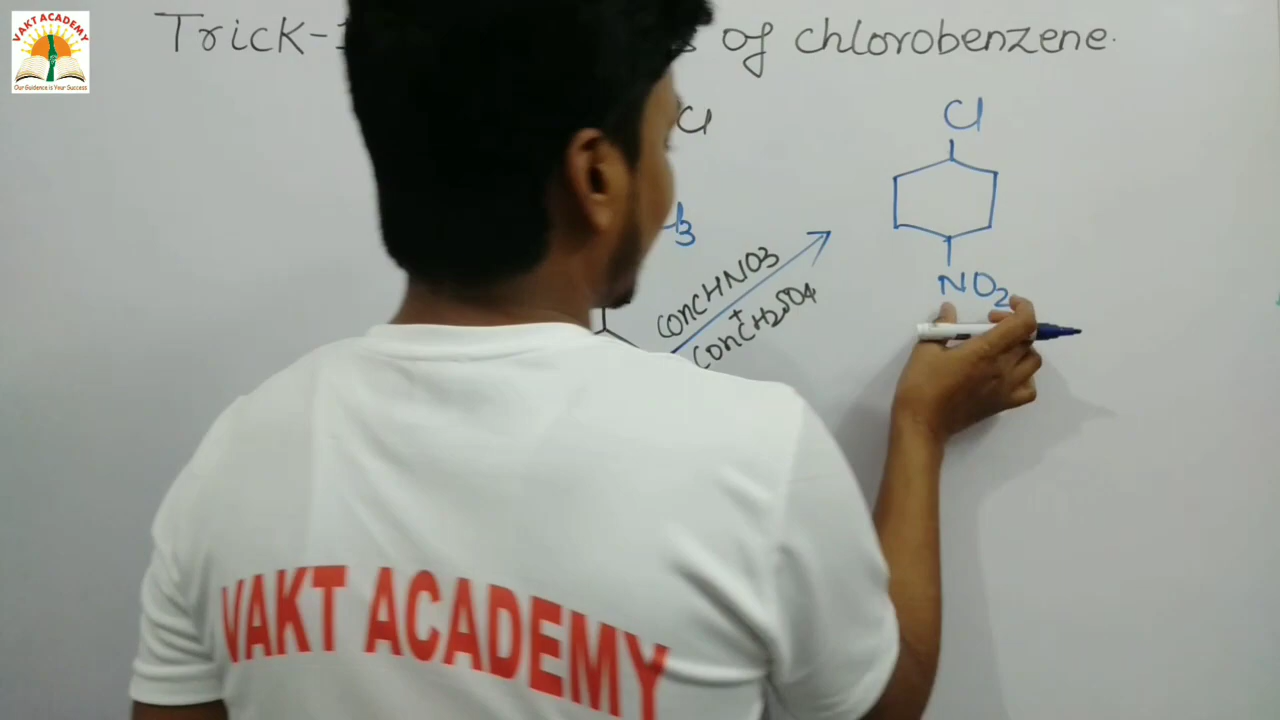 VAKT ACADEMY
Our Guidence is Your Success
Trick- of chlorobenzene.
Cl
Cl
3
NO2
conc HNO3
+
conc H2SO4
VAKT ACADEMY